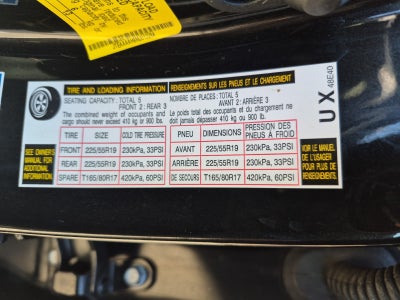 LOAD
CAPACITY
TIRE AND LOADING INFORMATION
SEATING CAPACITY: TOTAL 5
FRONT 2: REAR 3
The combined weight of occupants and
cargo should never exceed 410 kg or 900 lbs.
RENSEIGNEMENTS SUR LES PNEUS ET LE CHARGEMENT
NOMBRE DE PLACES: TOTAL 5
AVANT 2: ARRIÈRE 3
Le poids total des occupants et du chargement ne
doit jamais dépasser 410 kg ou 900 lb.
SEE OWNER'S
MANUAL FOR
ADDITIONAL
INFORMATION
TIRE SIZE COLD TIRE PRESSURE
FRONT 225/55R19 230kPa, 33PSI
REAR 225/55R19 230kPa, 33PSI
SPARE T165/80R17 420kPa, 60PSI
PNEU DIMENSIONS PRESSION DES
PNEUS À FROID
AVANT 225/55R19 230kPa, 33PSI
ARRIÈRE 225/55R19 230kPa, 33PSI
DE SECOURS T165/80R17 420kPa, 60PSI
VOIR LE MANUEL
DE L'USAGER
POUR PLUS DE
RENSEIGNEMENTS
UX
48E40